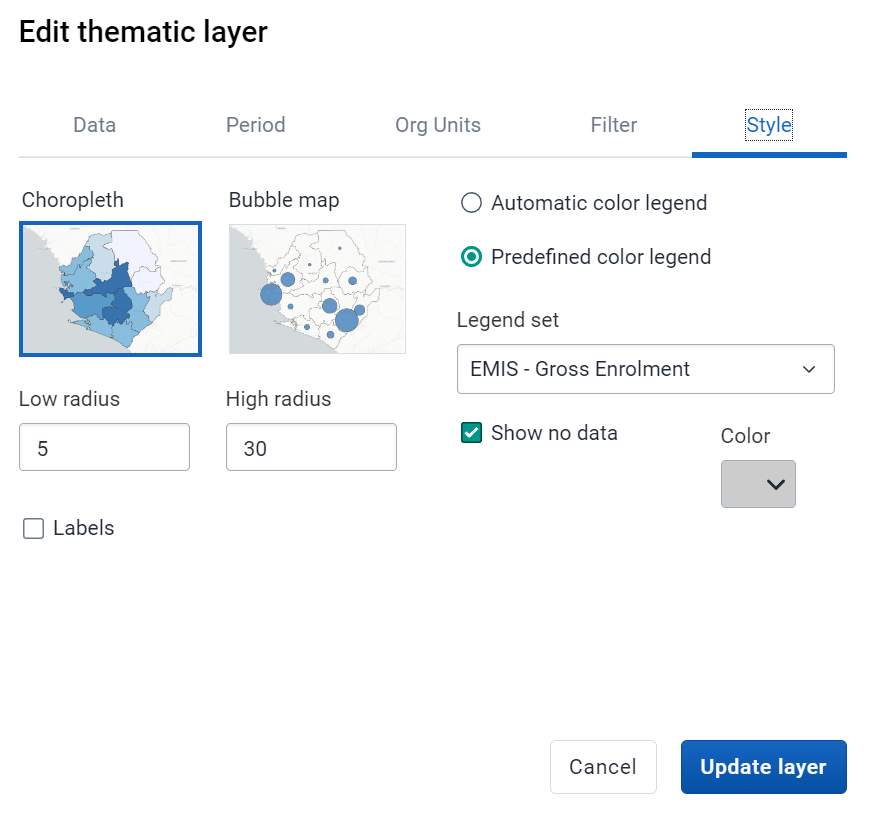 Edit thematic layer
Data Period Org Units Filter Style
Choropleth Bubble map
Automatic color legend
Predefined color legend
Legend set
EMIS - Gross Enrolment
Low radius High radius
5 30
Show no data
Color
Labels
Cancel Update layer